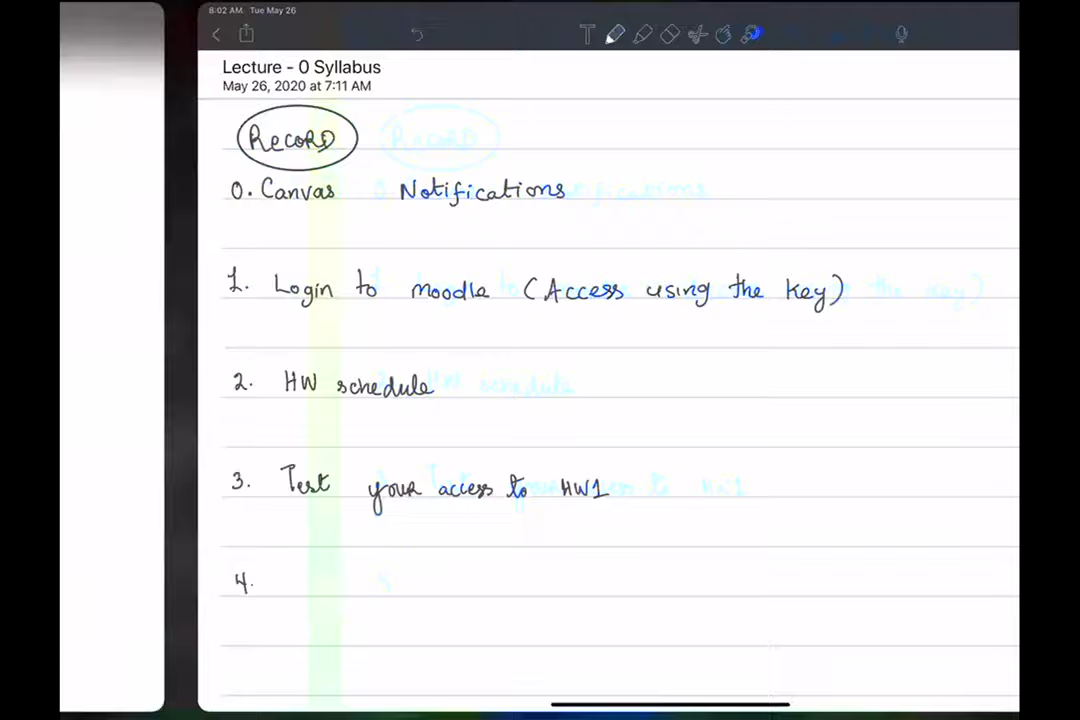 8:02 AM Tue May 26
Lecture - 0 Syllabus
May 26, 2020 at 7:11 AM
RECORD
0. Canvas Notifications
1. Login to moodle (Access using the key)
2. HW schedule
3. Test your access to HW1
4.